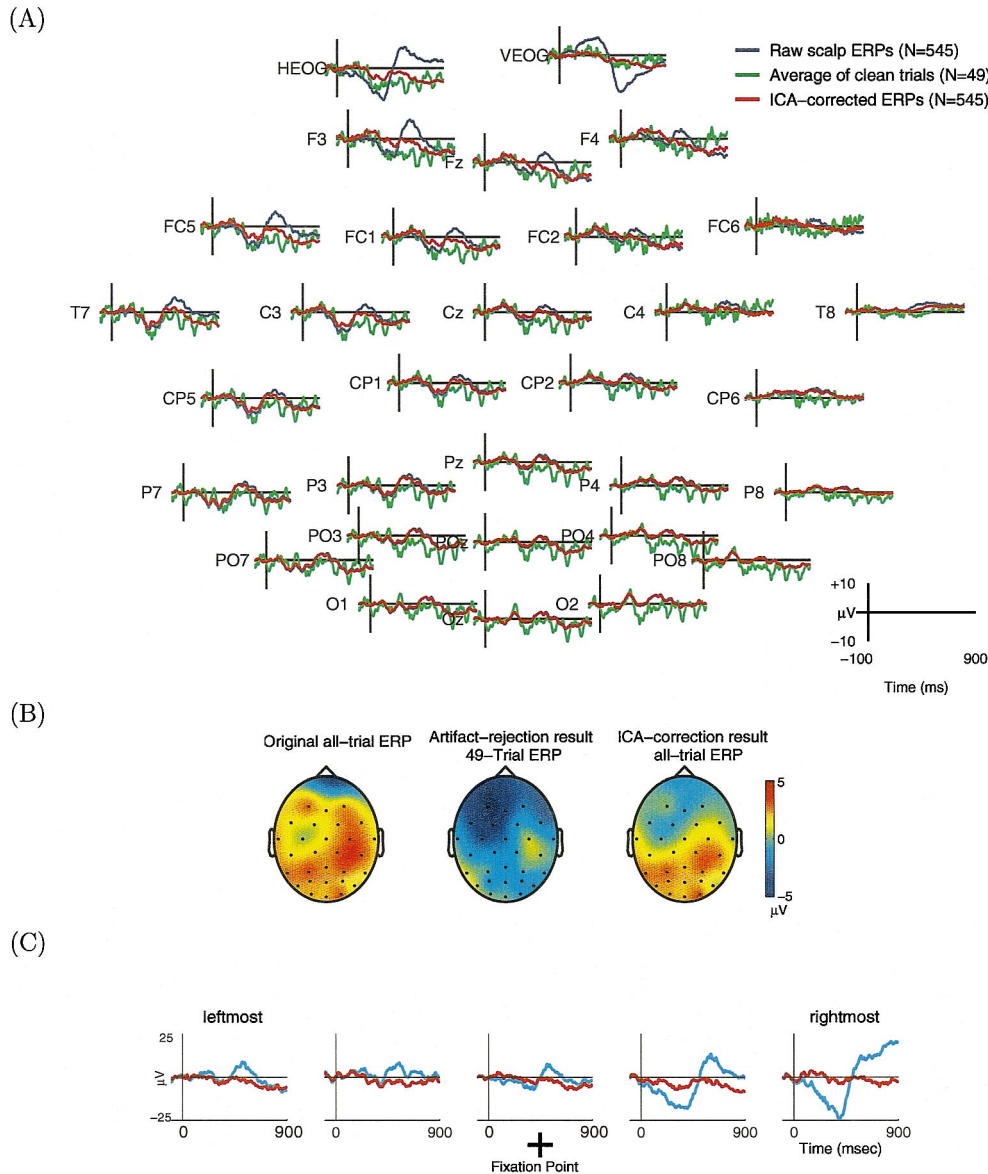 (A)
HEOG
VEOG
Raw scalp ERPs (N=545)
Average of clean trials (N=49)
ICA-corrected ERPs (N=545)
F3
Fz
F4
FC5
FC1
FC2
FC6
T7
C3
Cz
C4
T8
CP5
CP1
CP2
CP6
P7
P3
Pz
P4
P8
PO7
PO3
POz
PO4
PO8
O1
Oz
O2
+10
µV
−10
−100 900
Time (ms)
(B)
Original all-trial ERP
Artifact-rejection result
49-Trial ERP
ICA-correction result
all-trial ERP
5
0
−5
µV
(C)
leftmost
rightmost
25
µV
−25
0 900
0 900
0 900
0 900
0 900
Fixation Point
Time (msec)